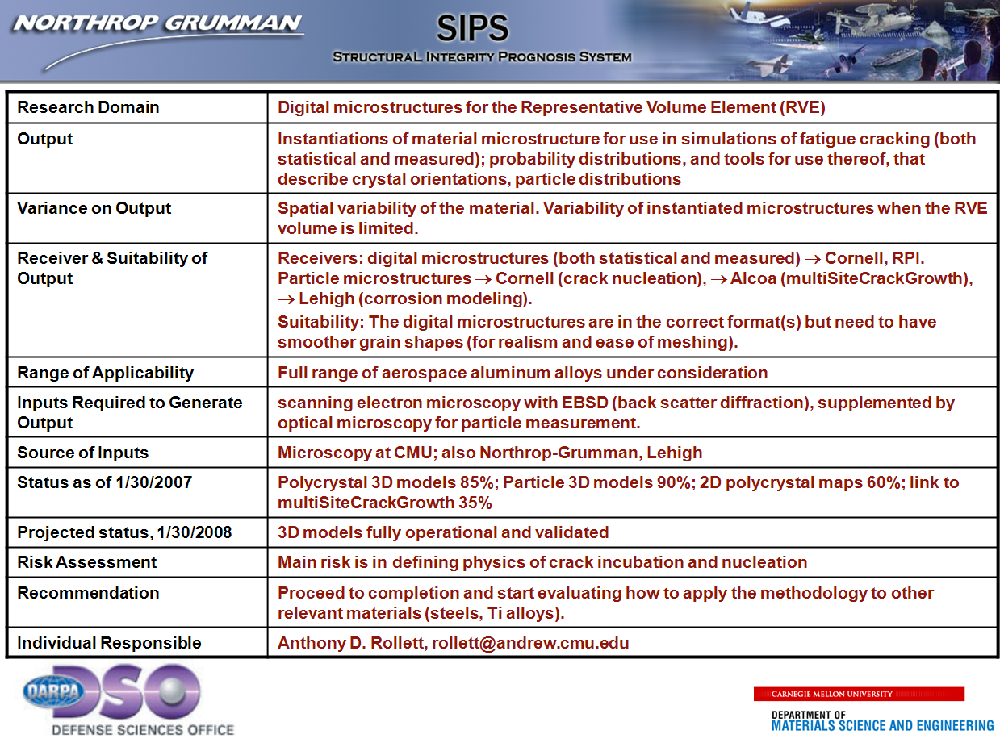 NORTHROP GRUMMAN
SIPS
STRUCTURAL INTEGRITY PROGNOSIS SYSTEM
Research Domain
Digital microstructures for the Representative Volume Element (RVE)
Output
Instantiations of material microstructure for use in simulations of fatigue cracking (both
statistical and measured); probability distributions, and tools for use thereof, that
describe crystal orientations, particle distributions
Variance on Output
Spatial variability of the material. Variability of instantiated microstructures when the RVE
volume is limited.
Receiver & Suitability of
Output
Receivers: digital microstructures (both statistical and measured) → Cornell, RPI.
Particle microstructures → Cornell (crack nucleation), → Alcoa (multiSiteCrackGrowth),
→ Lehigh (corrosion modeling).
Suitability: The digital microstructures are in the correct format(s) but need to have
smoother grain shapes (for realism and ease of meshing).
Range of Applicability
Full range of aerospace aluminum alloys under consideration
Inputs Required to Generate
Output
scanning electron microscopy with EBSD (back scatter diffraction), supplemented by
optical microscopy for particle measurement.
Source of Inputs
Microscopy at CMU; also Northrop-Grumman, Lehigh
Status as of 1/30/2007
Polycrystal 3D models 85%; Particle 3D models 90%; 2D polycrystal maps 60%; link to
multiSiteCrackGrowth 35%
Projected status, 1/30/2008
3D models fully operational and validated
Risk Assessment
Main risk is in defining physics of crack incubation and nucleation
Recommendation
Proceed to completion and start evaluating how to apply the methodology to other
relevant materials (steels, Ti alloys).
Individual Responsible
Anthony D. Rollett, rollett@andrew.cmu.edu
DARPA
DSO
DEFENSE SCIENCES OFFICE
CARNEGIE MELLON UNIVERSITY
DEPARTMENT OF
MATERIALS SCIENCE AND ENGINEERING